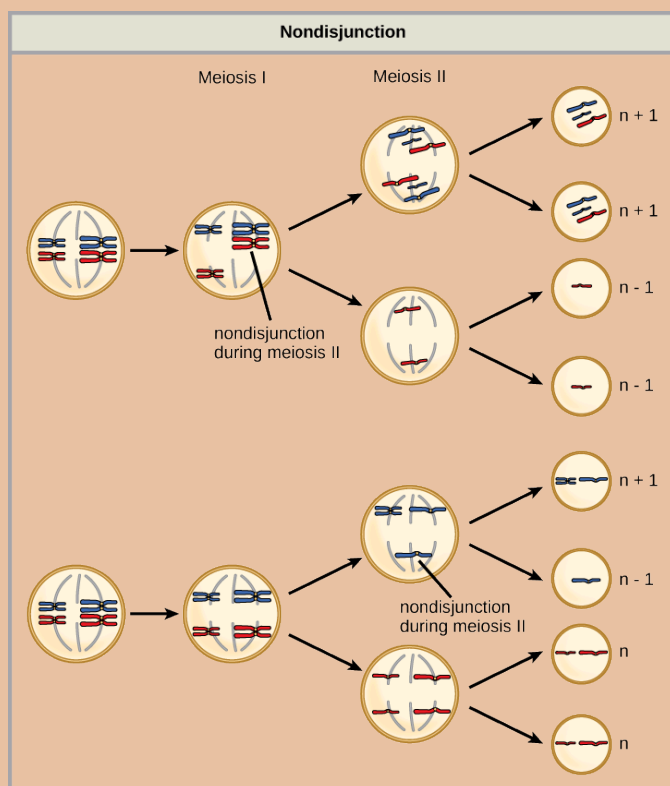 Nondisjunction
Meiosis I
Meiosis II
n + 1
n + 1
n - 1
nondisjunction
during meiosis II
n - 1
n + 1
n - 1
nondisjunction
during meiosis II
n
n